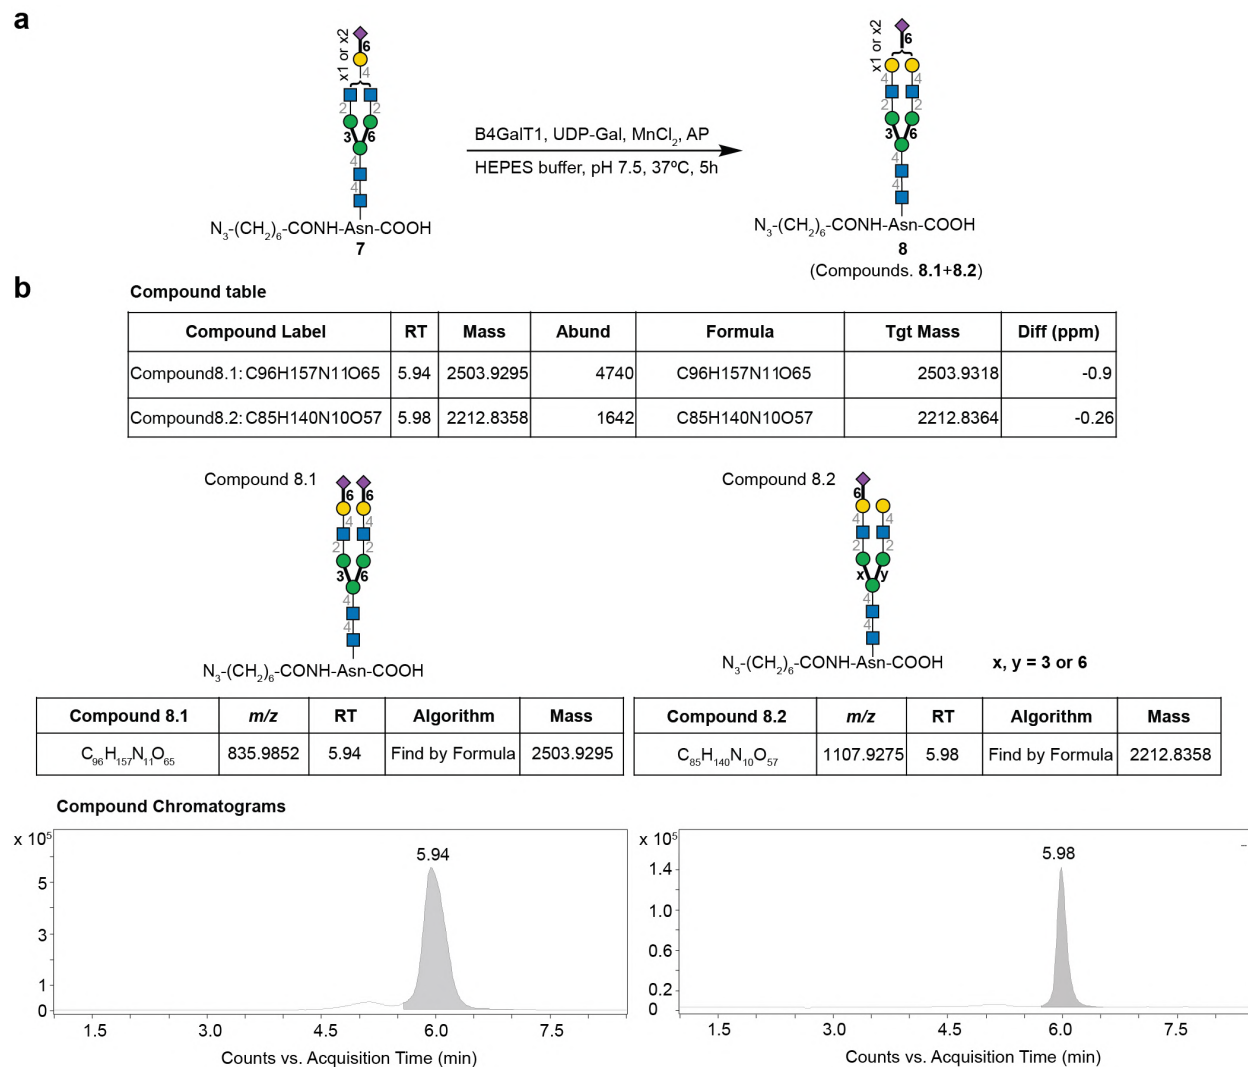 a
x1 or x2
6
4
2
2
3 6
4
4
N3-(CH2)6-CONH-Asn-COOH
7
B4GalT1, UDP-Gal, MnCl2, AP
HEPES buffer, pH 7.5, 37ºC, 5h
x1 or x2
6
4 4
2 2
3 6
4
4
N3-(CH2)6-CONH-Asn-COOH
8
(Compounds. 8.1+8.2)
b
Compound table
Compound Label RT Mass Abund Formula Tgt Mass Diff (ppm)
Compound8.1: C96H157N11O65 5.94 2503.9295 4740 C96H157N11O65 2503.9318 -0.9
Compound8.2: C85H140N10O57 5.98 2212.8358 1642 C85H140N10O57 2212.8364 -0.26
Compound 8.1
6 6
4 4
2 2
3 6
4
4
N3-(CH2)6-CONH-Asn-COOH
Compound 8.2
6
4 4
2 2
x y
4
4
N3-(CH2)6-CONH-Asn-COOH
x, y = 3 or 6
Compound 8.1 m/z RT Algorithm Mass
C96H157N11O65 835.9852 5.94 Find by Formula 2503.9295
Compound 8.2 m/z RT Algorithm Mass
C85H140N10O57 1107.9275 5.98 Find by Formula 2212.8358
Compound Chromatograms
x 10⁵
5.94
5
3
1
0
1.5 3.0 4.5 6.0 7.5
Counts vs. Acquisition Time (min)
x 10⁵
5.98
1.4
1.0
0.6
0.2
0
1.5 3.0 4.5 6.0 7.5
Counts vs. Acquisition Time (min)